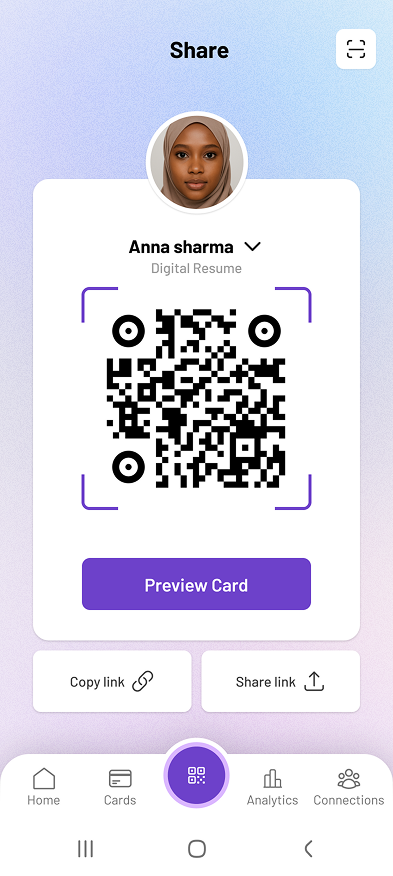 Share
Anna sharma
Digital Resume
Preview Card
Copy link
Share link
Home
Cards
Analytics
Connections